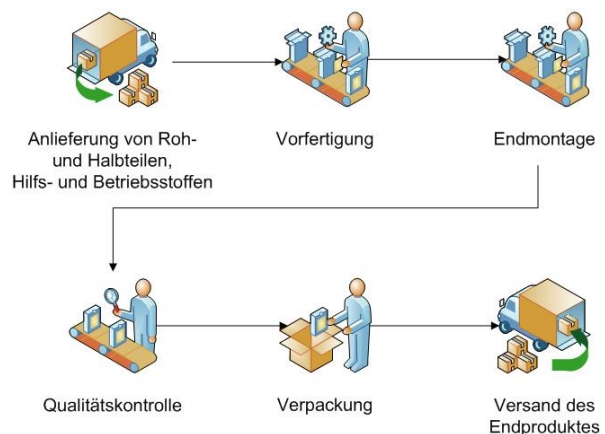 Anlieferung von Roh-
und Halbteilen,
Hilfs- und Betriebsstoffen
Vorfertigung
Endmontage
Qualitätskontrolle
Verpackung
Versand des
Endproduktes